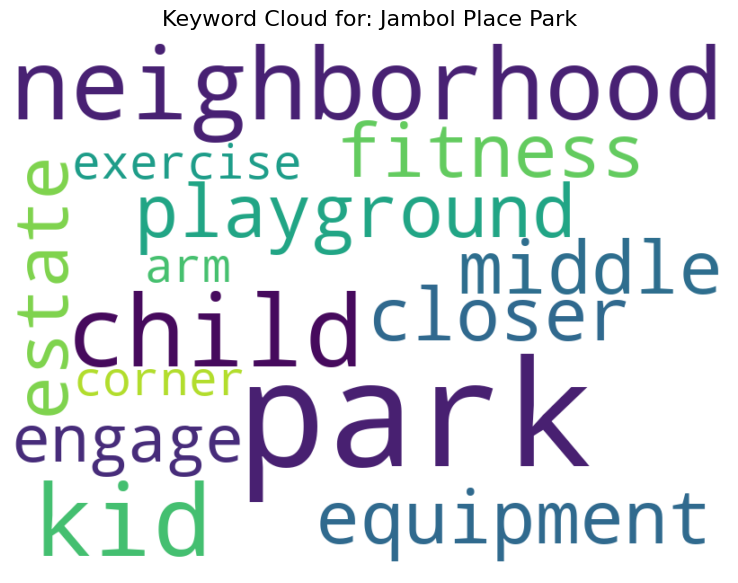 Keyword Cloud for: Jambol Place Park
neighborhood
fitness
exercise
estate
playground
arm
middle
child
closer
corner
park
engage
kid
equipment